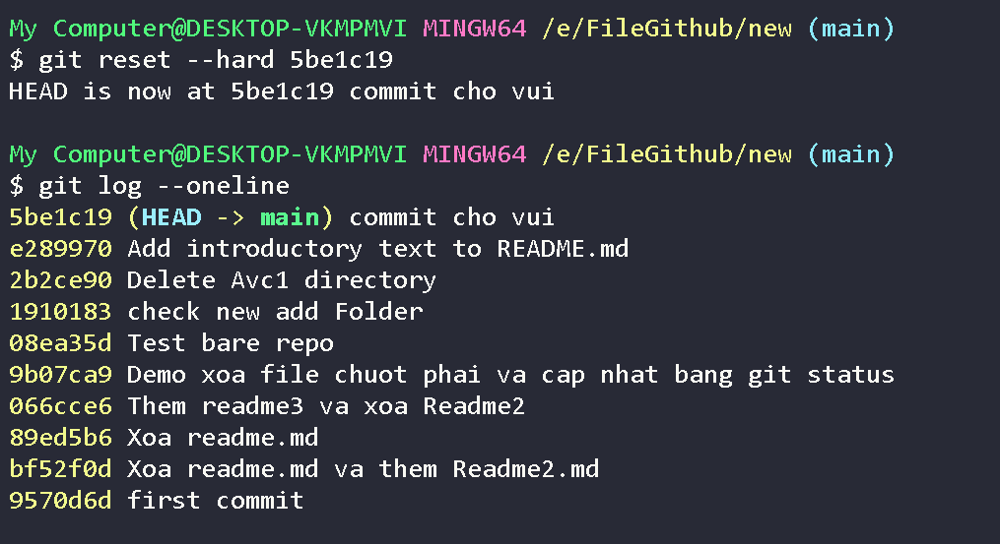 My Computer@DESKTOP-VKMPMVI MINGW64 /e/FileGithub/new (main)
$ git reset --hard 5be1c19
HEAD is now at 5be1c19 commit cho vui
My Computer@DESKTOP-VKMPMVI MINGW64 /e/FileGithub/new (main)
$ git log --oneline
5be1c19 (HEAD -> main) commit cho vui
e289970 Add introductory text to README.md
2b2ce90 Delete Avc1 directory
1910183 check new add Folder
08ea35d Test bare repo
9b07ca9 Demo xoa file chuot phai va cap nhat bang git status
066cce6 Them readme3 va xoa Readme2
89ed5b6 Xoa readme.md
bf52f0d Xoa readme.md va them Readme2.md
9570d6d first commit